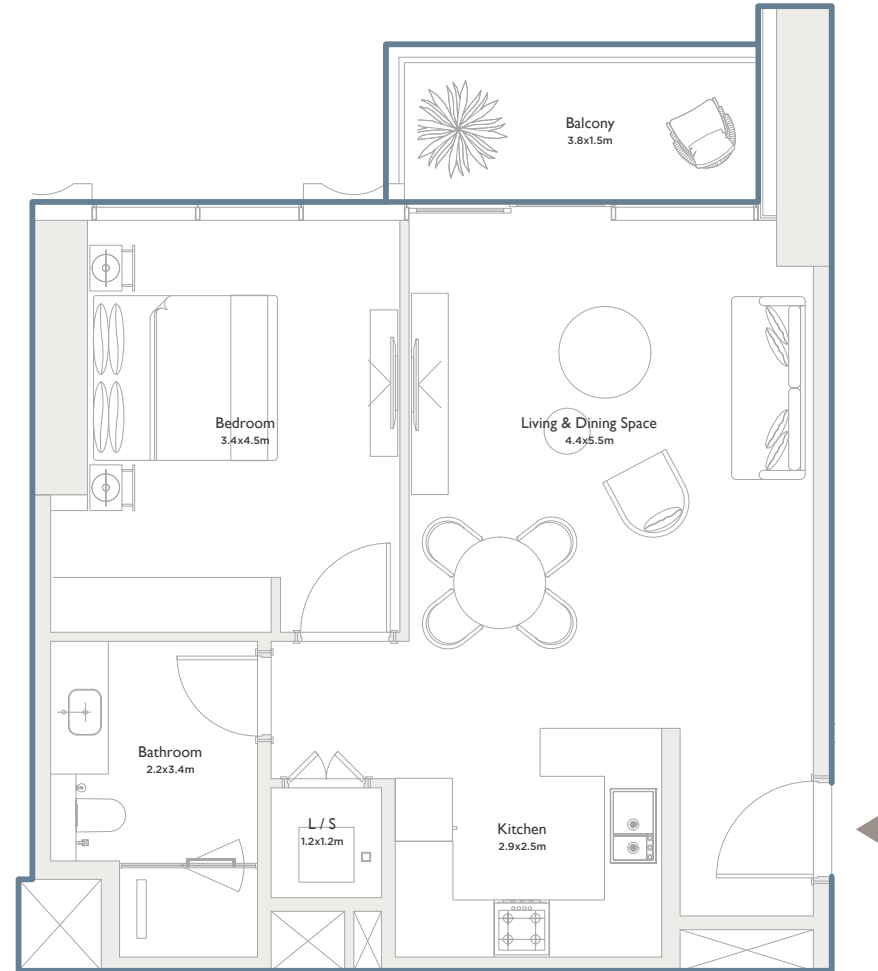 Balcony
3.8x1.5m
Bedroom
3.4x4.5m
Living & Dining Space
4.4x5.5m
Bathroom
2.2x3.4m
L / S
1.2x1.2m
Kitchen
2.9x2.5m